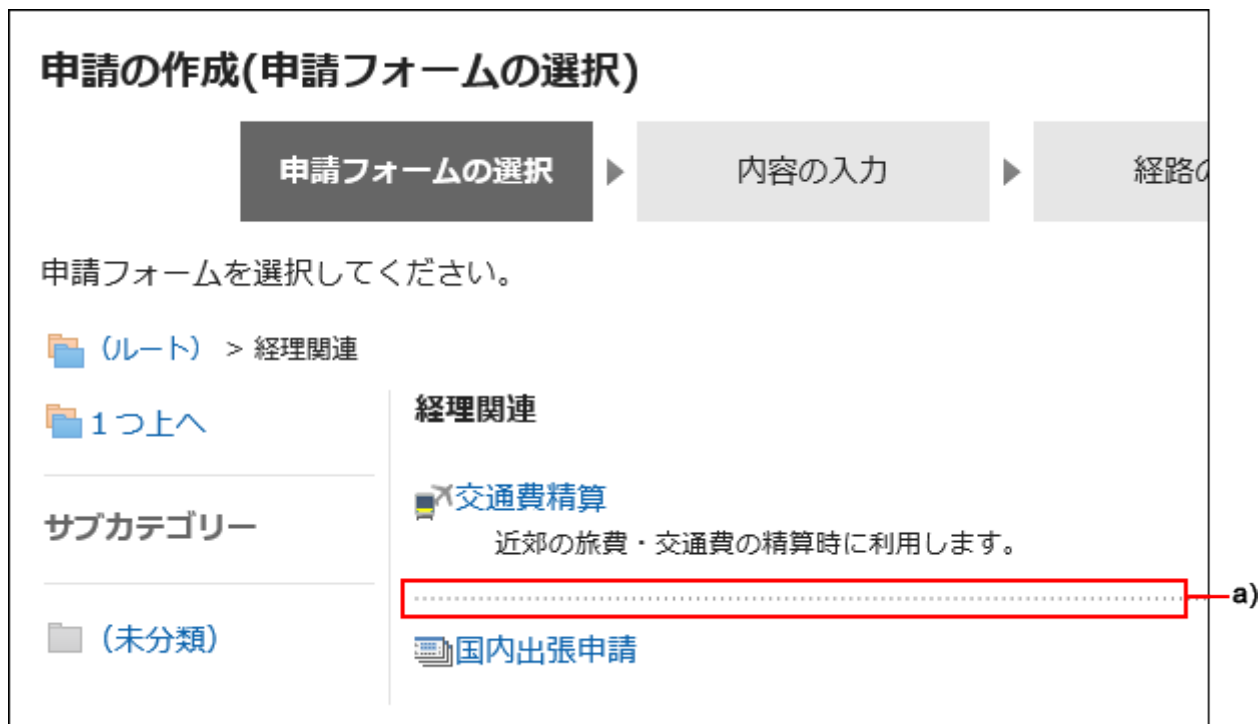 申請の作成(申請フォームの選択)
申請フォームの選択 ▶ 内容の入力 ▶ 経路の
申請フォームを選択してください。
(ルート) > 経理関連
1つ上へ
サブカテゴリー
(未分類)
経理関連
交通費精算
近郊の旅費・交通費の精算時に利用します。
a)
国内出張申請